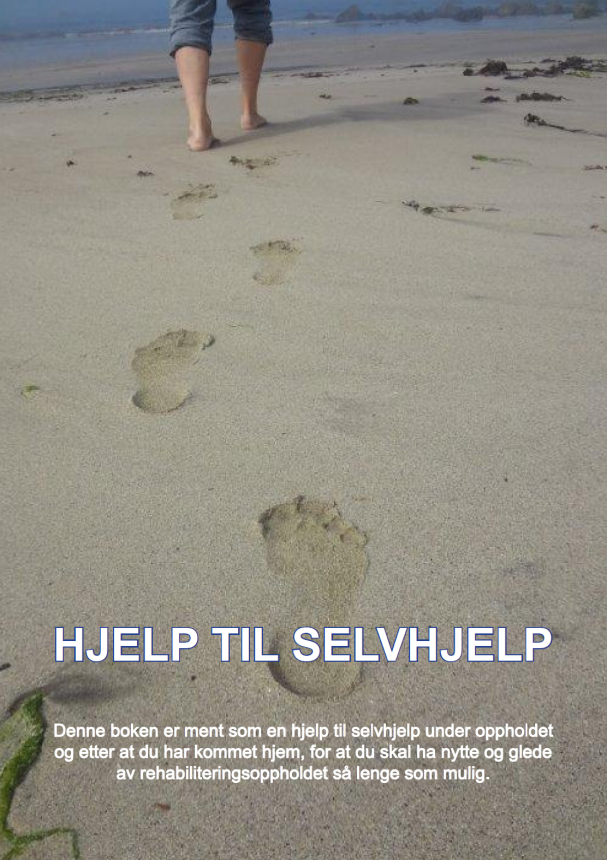 HJELP TIL SELVHJELP
Denne boken er ment som en hjelp til selvhjelp under oppholdet
og etter at du har kommet hjem, for at du skal ha nytte og glede
av rehabiliteringsoppholdet så lenge som mulig.